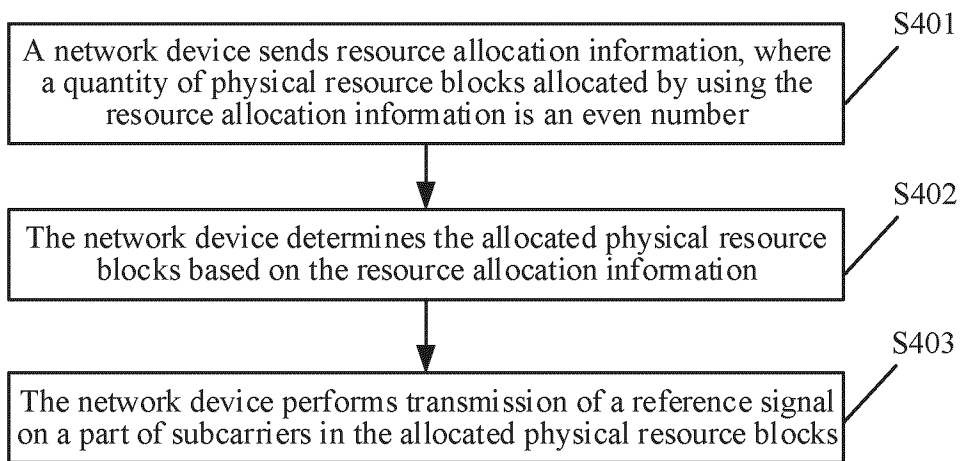 S401
A network device sends resource allocation information, where
a quantity of physical resource blocks allocated by using the
resource allocation information is an even number
S402
The network device determines the allocated physical resource
blocks based on the resource allocation information
S403
The network device performs transmission of a reference signal
on a part of subcarriers in the allocated physical resource blocks